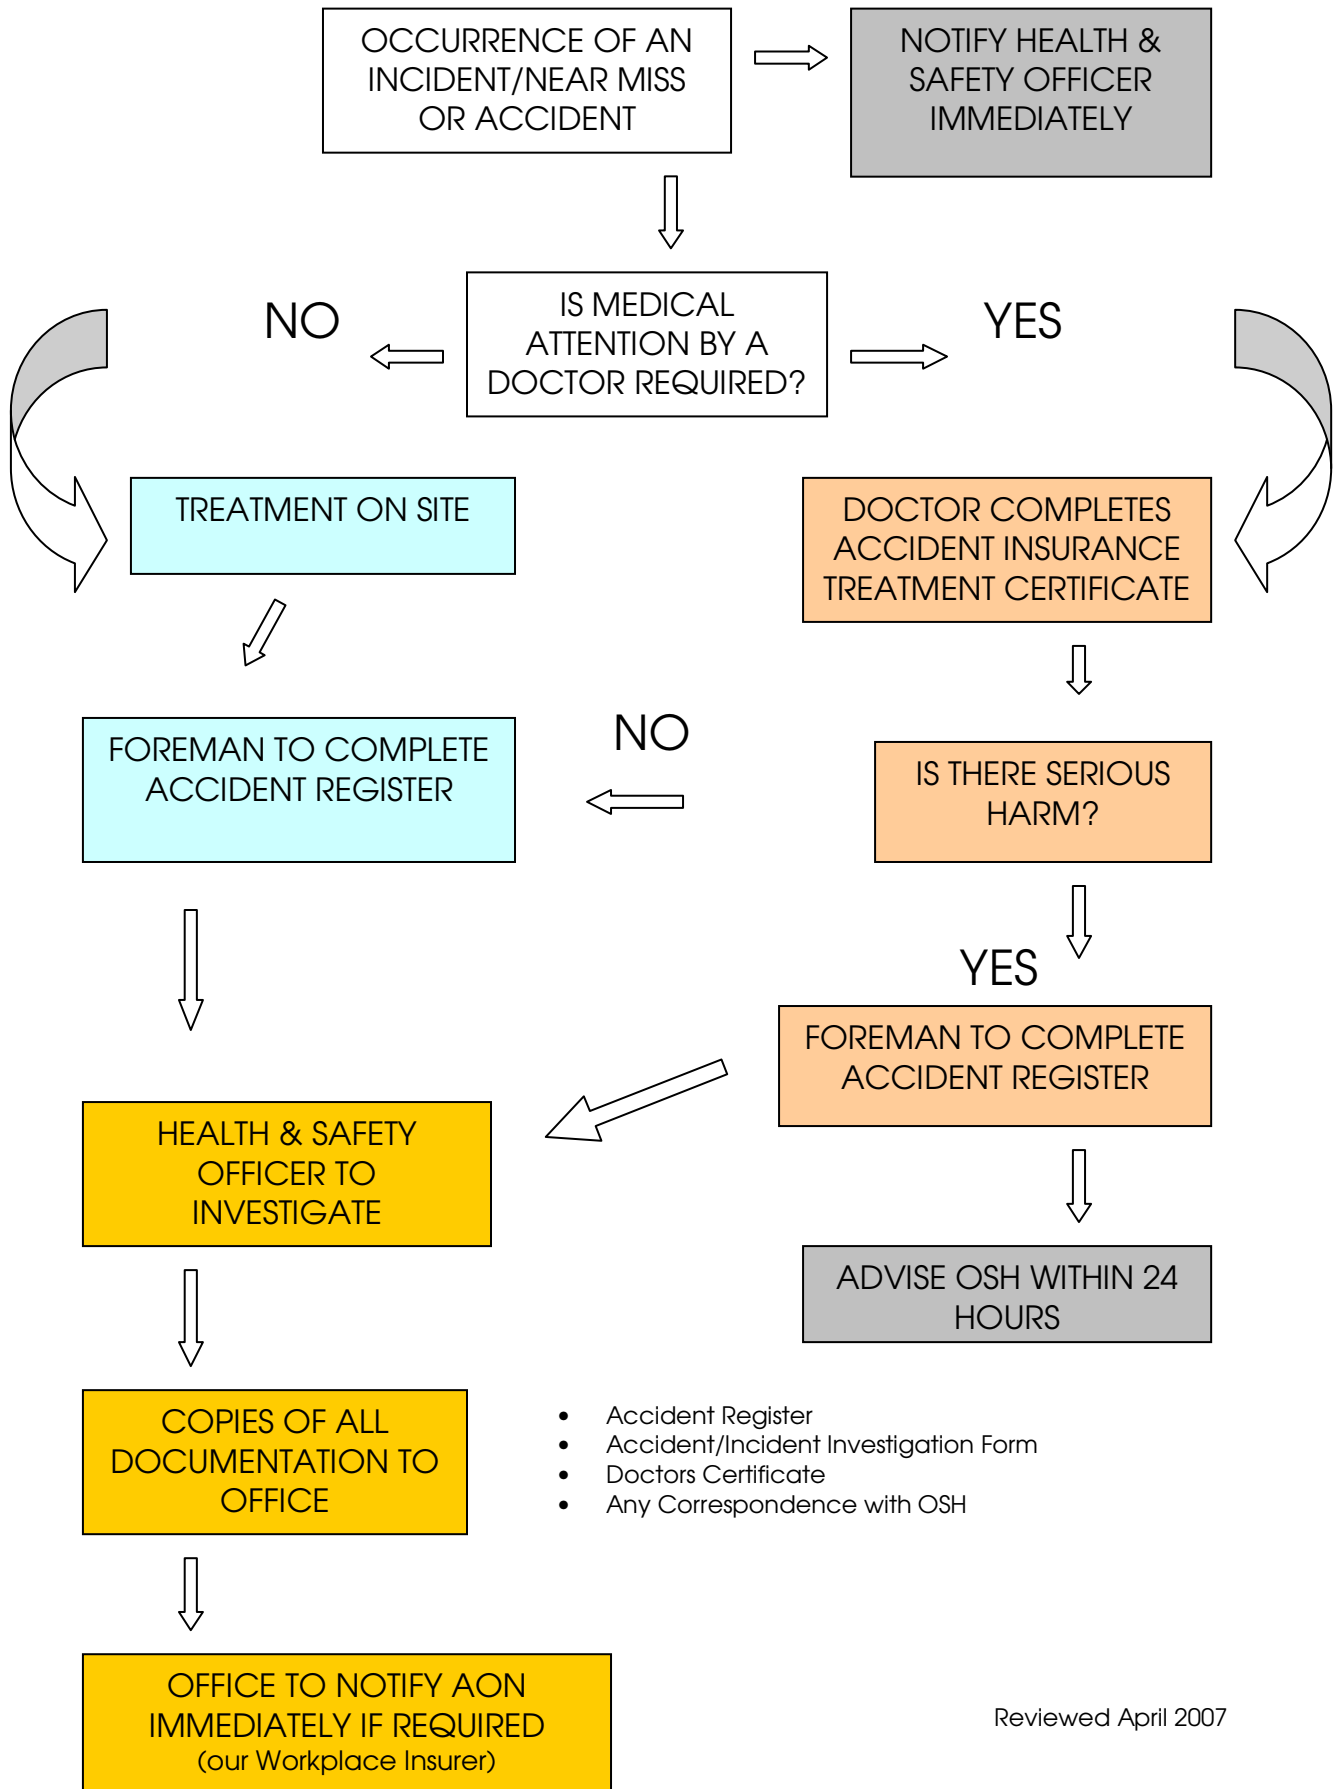 OCCURRENCE OF AN
INCIDENT/NEAR MISS
OR ACCIDENT
NOTIFY HEALTH &
SAFETY OFFICER
IMMEDIATELY
IS MEDICAL
ATTENTION BY A
DOCTOR REQUIRED?
NO
YES
TREATMENT ON SITE
DOCTOR COMPLETES
ACCIDENT INSURANCE
TREATMENT CERTIFICATE
FOREMAN TO COMPLETE
ACCIDENT REGISTER
NO
IS THERE SERIOUS
HARM?
YES
FOREMAN TO COMPLETE
ACCIDENT REGISTER
HEALTH & SAFETY
OFFICER TO
INVESTIGATE
ADVISE OSH WITHIN 24
HOURS
COPIES OF ALL
DOCUMENTATION TO
OFFICE
• Accident Register
• Accident/Incident Investigation Form
• Doctors Certificate
• Any Correspondence with OSH
OFFICE TO NOTIFY AON
IMMEDIATELY IF REQUIRED
(our Workplace Insurer)
Reviewed April 2007